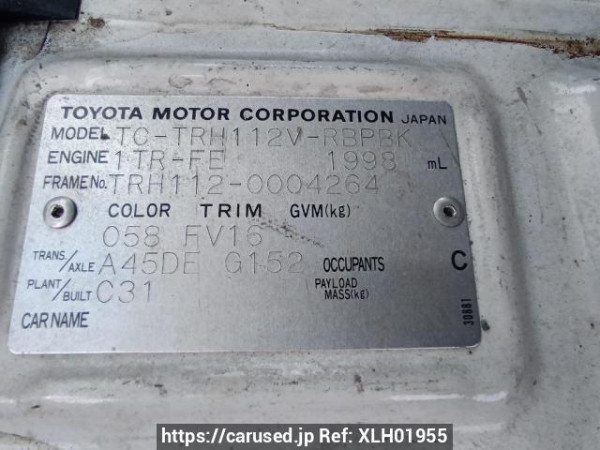 TOYOTA MOTOR CORPORATION JAPAN
MODEL TC-TRH112V-RBPBK
ENGINE 1TR-FE 1998 mL
FRAME No. TRH112-0004264
COLOR TRIM GVM(kg)
058 FV16
TRANS/AXLE A45DE G152 OCCUPANTS C
PLANT/BUILT C31 PAYLOAD MASS(kg)
CAR NAME
30881
https://carused.jp Ref: XLH01955